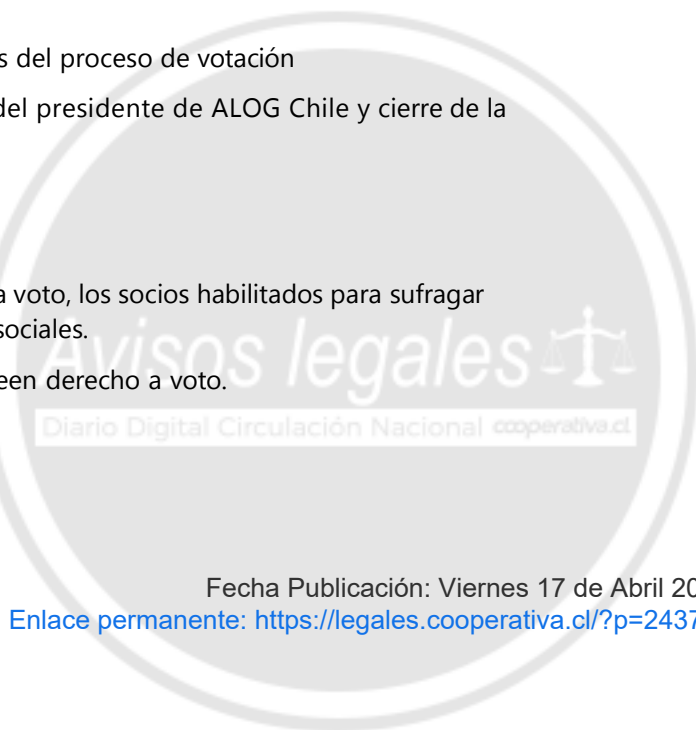 del proceso de votación
del presidente de ALOG Chile y cierre de la
a voto, los socios habilitados para sufragar
sociales.
derecho a voto.
Avisos legales
Diario Digital Circulación Nacional cooperativa.cl
Fecha Publicación: Viernes 17 de Abril 20
Enlace permanente: https://legales.cooperativa.cl/?p=2437